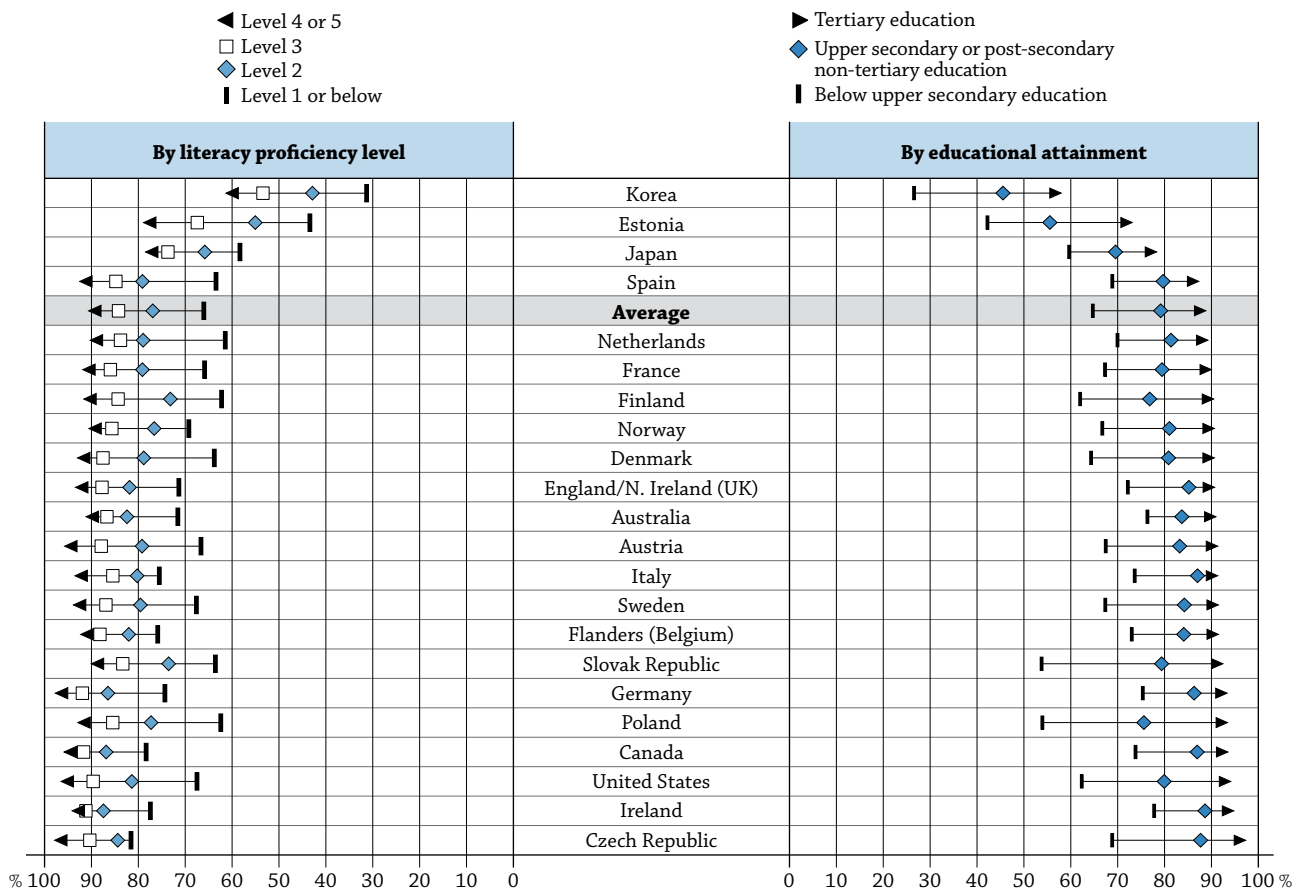 Level 4 or 5
Level 3
Level 2
Level 1 or below
Tertiary education
Upper secondary or post-secondary
non-tertiary education
Below upper secondary education
By literacy proficiency level
By educational attainment
Korea
Estonia
Japan
Spain
Average
Netherlands
France
Finland
Norway
Denmark
England/N. Ireland (UK)
Australia
Austria
Italy
Sweden
Flanders (Belgium)
Slovak Republic
Germany
Poland
Canada
United States
Ireland
Czech Republic
% 100 90 80 70 60 50 40 30 20 10 0
0 10 20 30 40 50 60 70 80 90 100 %